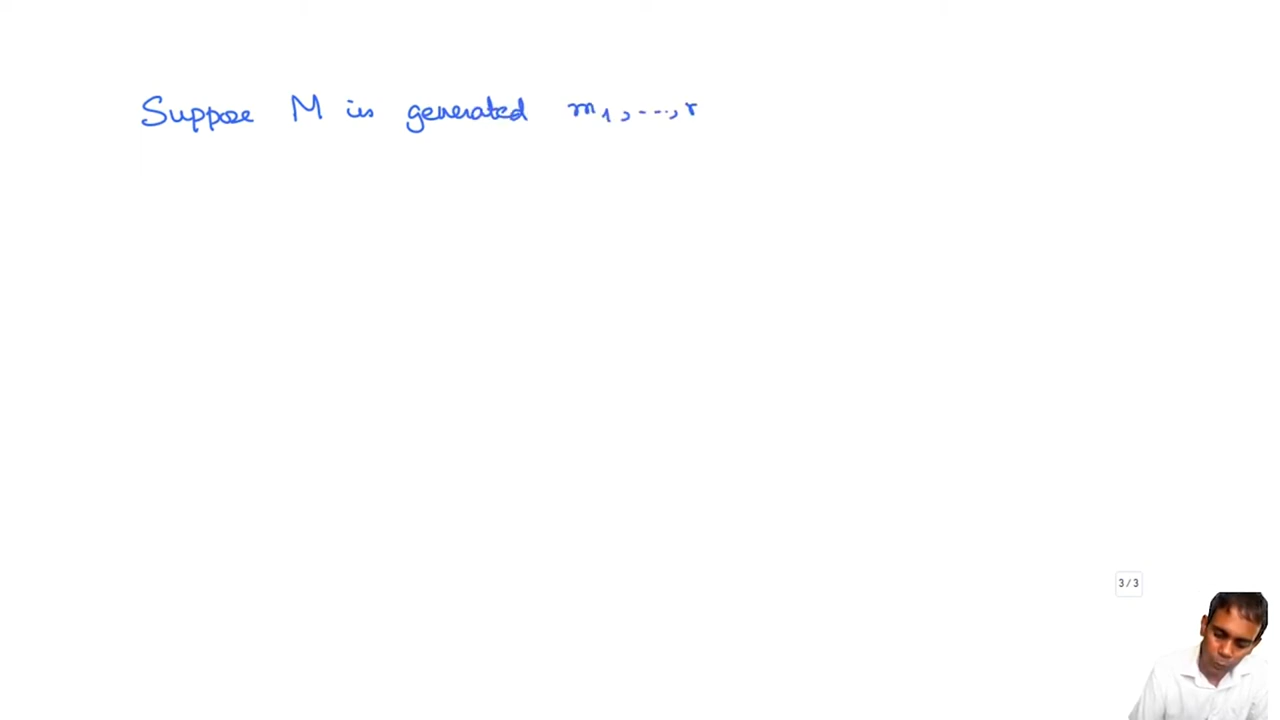 Suppose M is generated m₁, ..., r
3 / 3